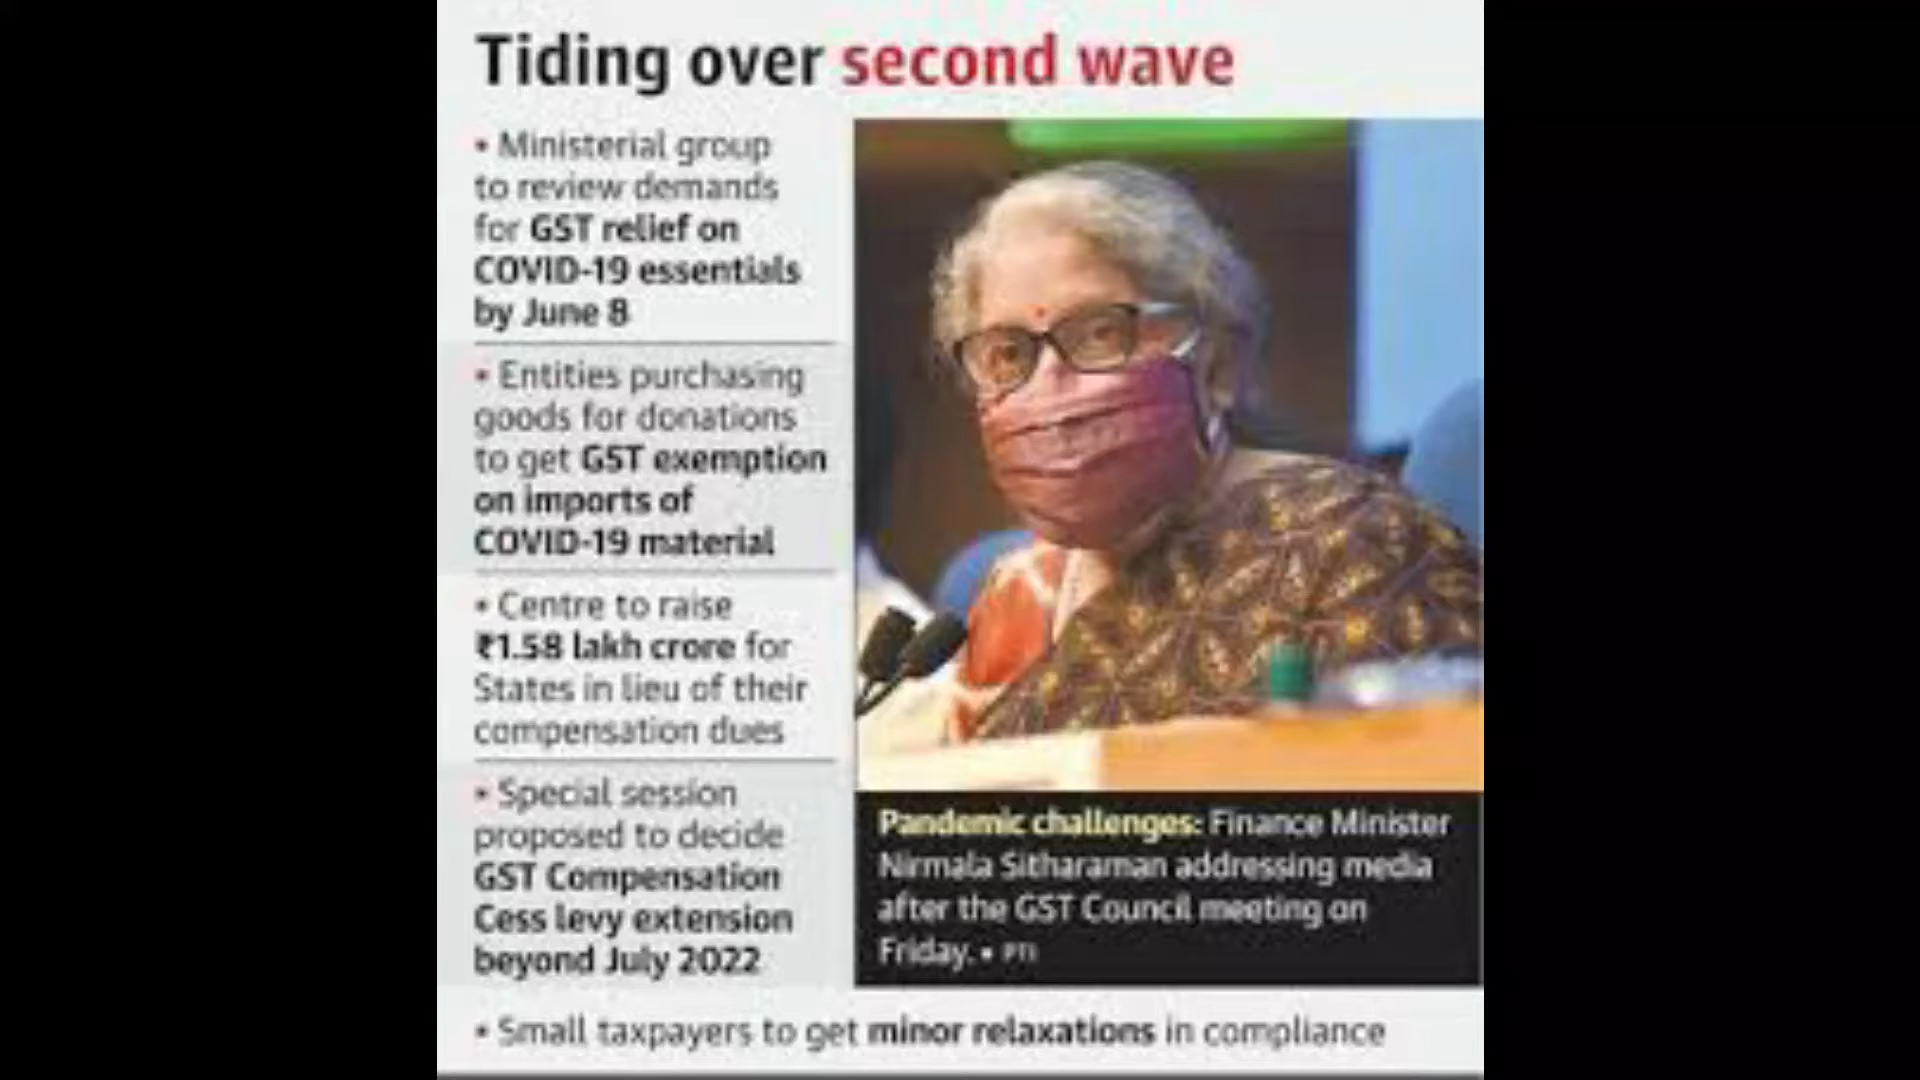 Tiding over second wave
• Ministerial group
to review demands
for GST relief on
COVID-19 essentials
by June 8
• Entities purchasing
goods for donations
to get GST exemption
on imports of
COVID-19 material
• Centre to raise
₹1.58 lakh crore for
States in lieu of their
compensation dues
• Special session
proposed to decide
GST Compensation
Cess levy extension
beyond July 2022
Pandemic challenges: Finance Minister
Nirmala Sitharaman addressing media
after the GST Council meeting on
Friday. • PTI
• Small taxpayers to get minor relaxations in compliance